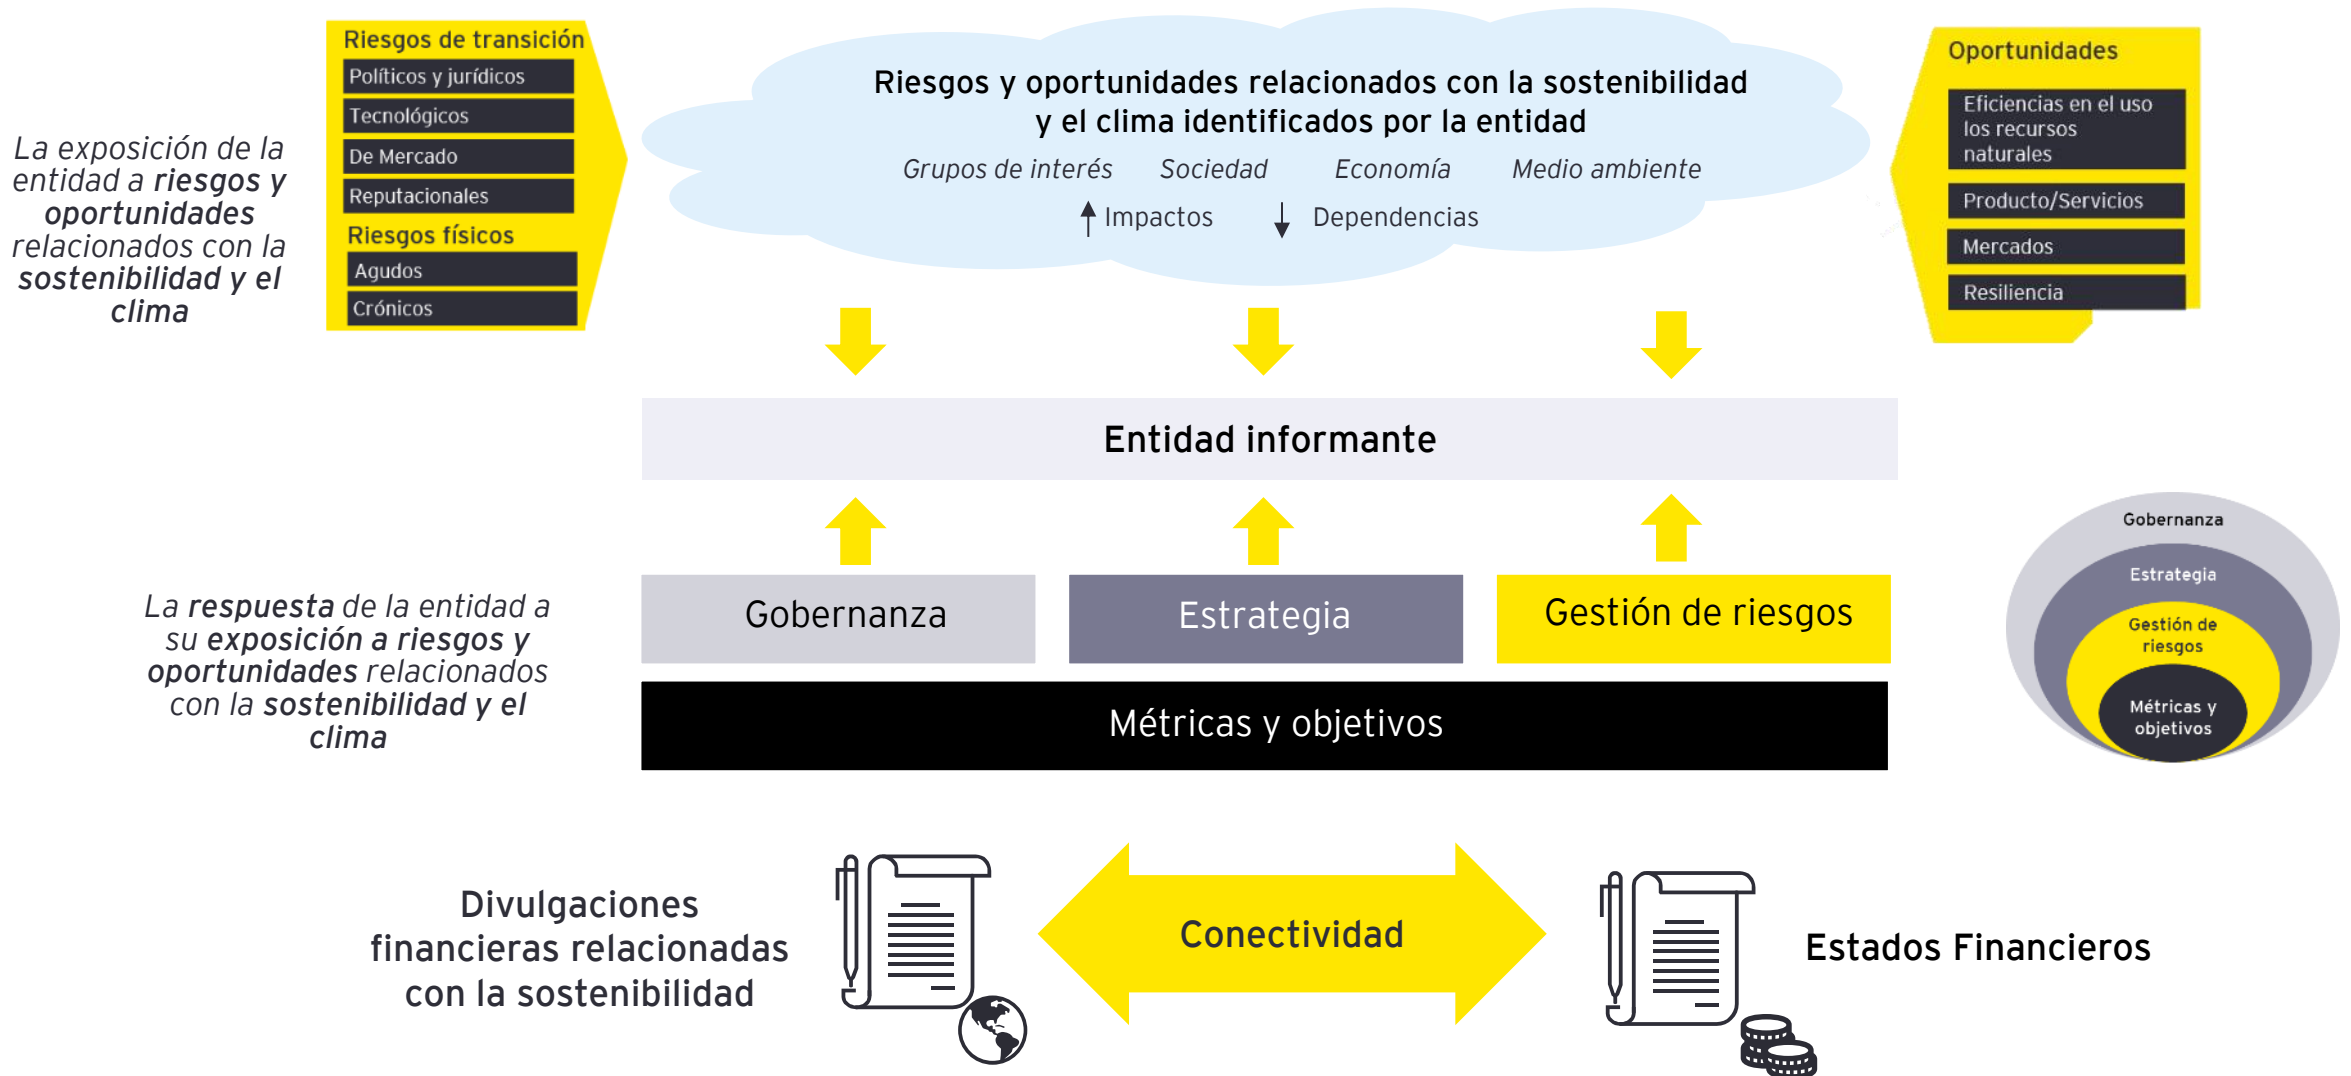 La exposición de la
entidad a riesgos y
oportunidades
relacionados con la
sostenibilidad y el
clima
Riesgos de transición
Políticos y jurídicos
Tecnológicos
De Mercado
Reputacionales
Riesgos físicos
Agudos
Crónicos
Riesgos y oportunidades relacionados con la sostenibilidad
y el clima identificados por la entidad
Grupos de interés Sociedad Economía Medio ambiente
Impactos Dependencias
Oportunidades
Eficiencias en el uso
los recursos
naturales
Producto/Servicios
Mercados
Resiliencia
Entidad informante
La respuesta de la entidad a
su exposición a riesgos y
oportunidades relacionados
con la sostenibilidad y el
clima
Gobernanza
Estrategia
Gestión de riesgos
Métricas y objetivos
Gobernanza
Estrategia
Gestión de
riesgos
Métricas y
objetivos
Divulgaciones
financieras relacionadas
con la sostenibilidad
Conectividad
Estados Financieros